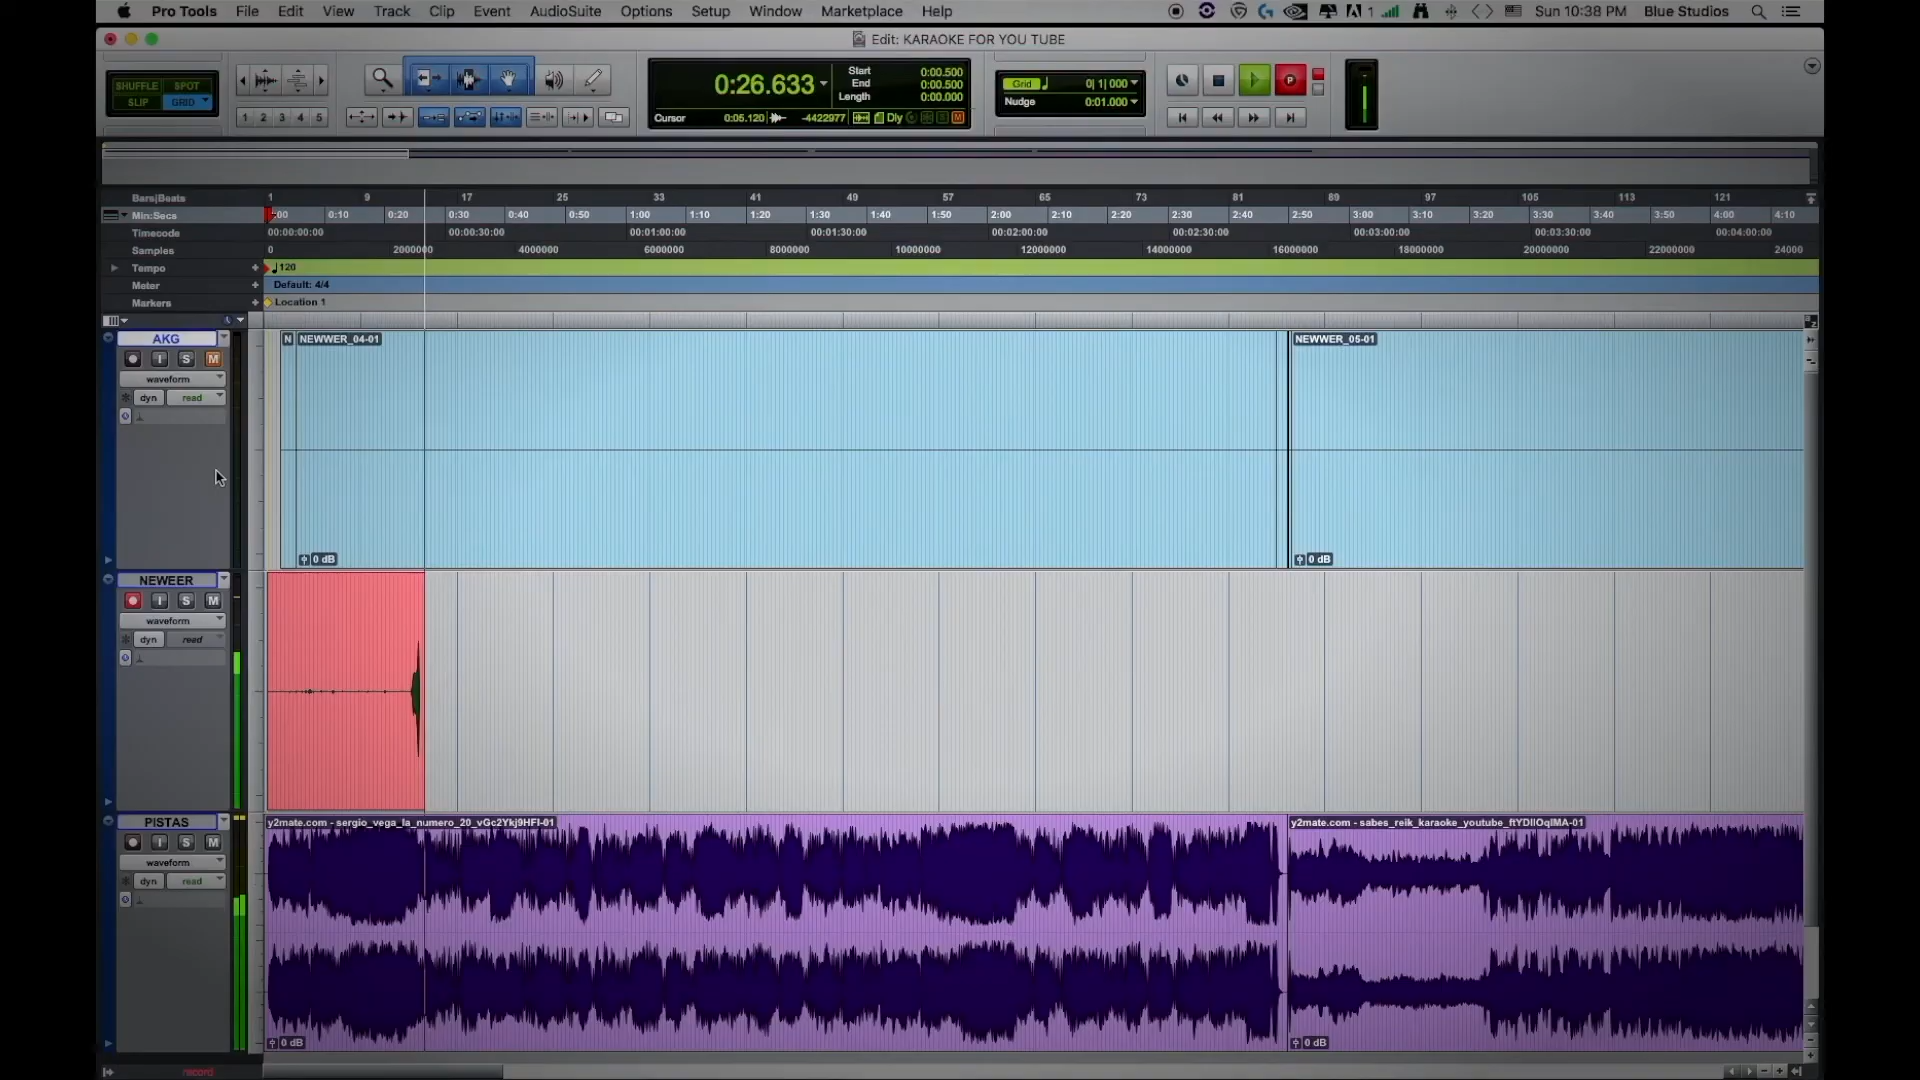 Pro Tools File Edit View Track Clip Event AudioSuite Options Setup Window Marketplace Help 1 Sun 10:38 PM Blue Studios
Edit: KARAOKE FOR YOU TUBE
SHUFFLE SPOT
SLIP GRID
1 2 3 4 5
0:26.633
Start 0:00.500
End 0:00.500
Length 0:00.000
Cursor 0:05.120 -4422977 Dly
Grid 0| 1| 000
Nudge 0:01.000
Bars|Beats 1 9 17 25 33 41 49 57 65 73 81 89 97 105 113 121
Min:Secs :00 0:10 0:20 0:30 0:40 0:50 1:00 1:10 1:20 1:30 1:40 1:50 2:00 2:10 2:20 2:30 2:40 2:50 3:00 3:10 3:20 3:30 3:40 3:50 4:00 4:10
Timecode 00:00:00:00 00:00:30:00 00:01:00:00 00:01:30:00 00:02:00:00 00:02:30:00 00:03:00:00 00:03:30:00 00:04:00:00
Samples 0 2000000 4000000 6000000 8000000 10000000 12000000 14000000 16000000 18000000 20000000 22000000 24000
Tempo 120
Meter Default: 4/4
Markers Location 1
AKG
I S M
waveform
dyn read
N NEWWER_04-01
NEWWER_05-01
0 dB
0 dB
NEWEER
I S M
waveform
dyn read
PISTAS
I S M
waveform
dyn read
y2mate.com - sergio_vega_la_numero_20_vGc2Ykj9HFI-01
y2mate.com - sabes_reik_karaoke_youtube_ftYDIIOqIMA-01
0 dB
0 dB
record